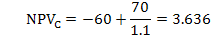 NPV_C = −60 + 70/1.1 = 3.636